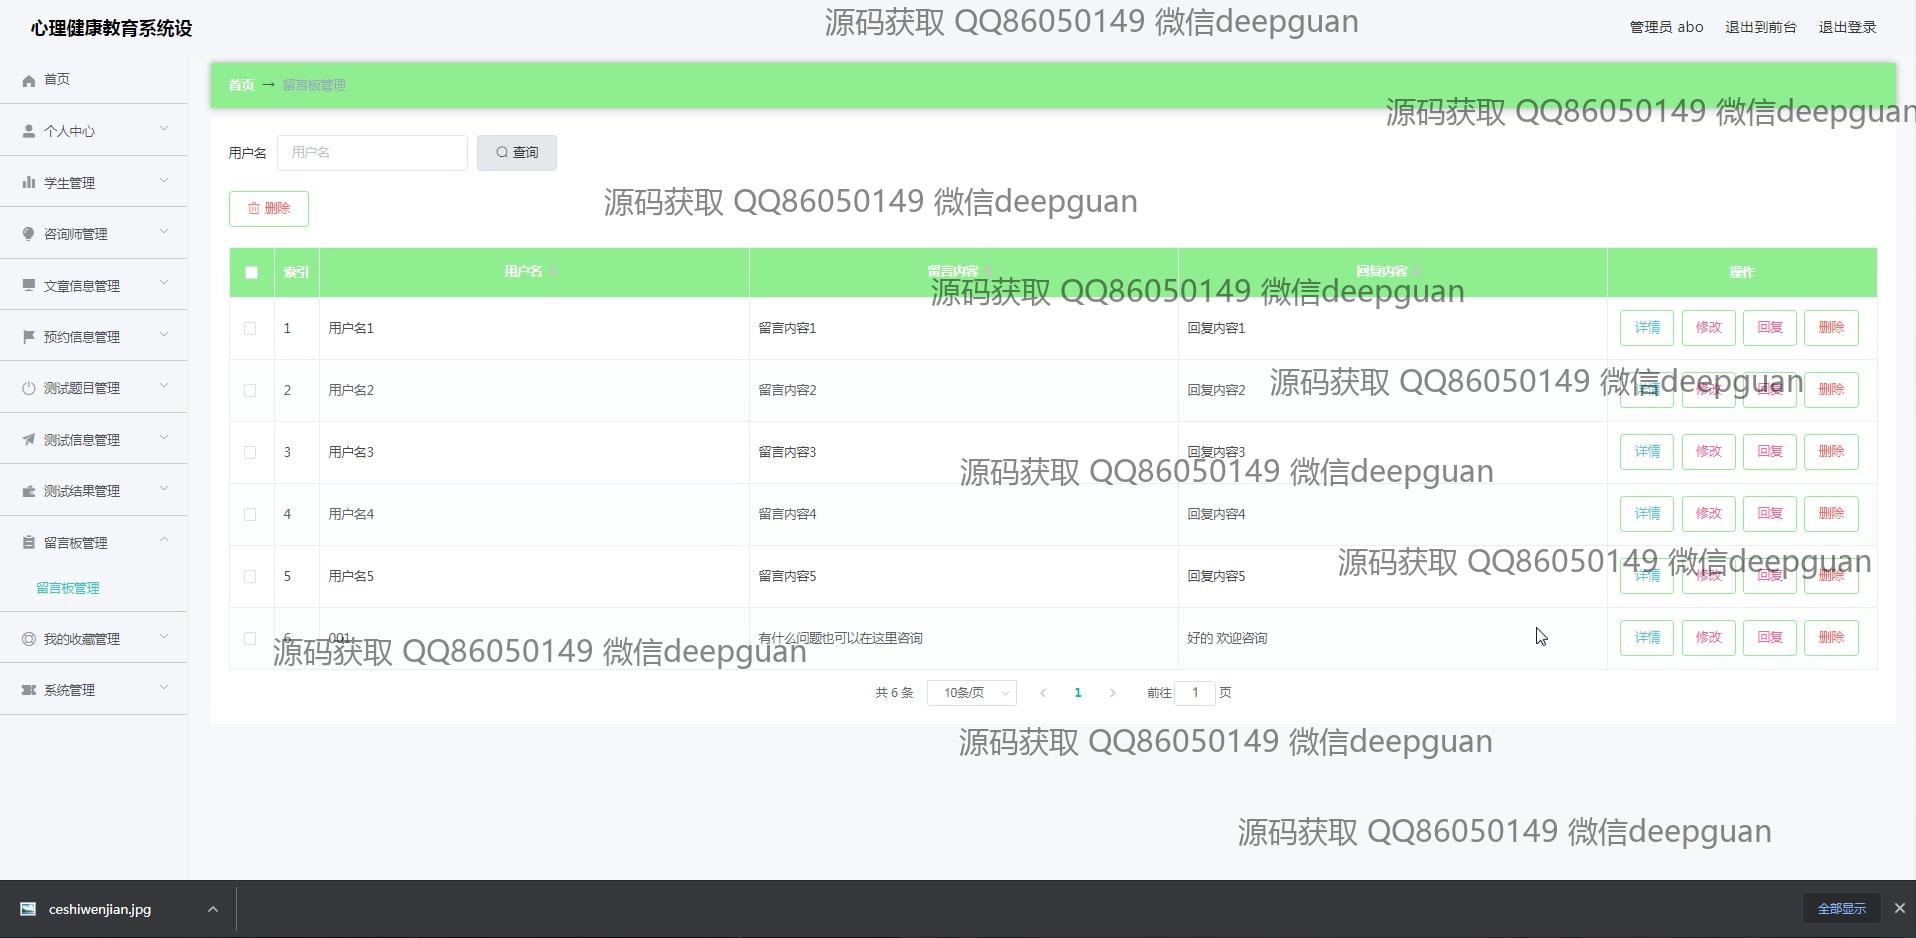 心理健康教育系统设
源码获取 QQ86050149 微信deepguan
管理员 abo 退出到前台 退出登录
首页
个人中心
学生管理
咨询师管理
文章信息管理
预约信息管理
测试题目管理
测试信息管理
测试结果管理
留言板管理
留言板管理
我的收藏管理
系统管理
首页 → 留言板管理
源码获取 QQ86050149 微信deepguan
用户名 用户名 查询
源码获取 QQ86050149 微信deepguan
删除
索引 用户名 留言内容 回复内容 操作
源码获取 QQ86050149 微信deepguan
1 用户名1 留言内容1 回复内容1 详情 修改 回复 删除
2 用户名2 留言内容2 回复内容2 详情 修改 回复 删除
源码获取 QQ86050149 微信deepguan
3 用户名3 留言内容3 回复内容3 详情 修改 回复 删除
源码获取 QQ86050149 微信deepguan
4 用户名4 留言内容4 回复内容4 详情 修改 回复 删除
源码获取 QQ86050149 微信deepguan
5 用户名5 留言内容5 回复内容5 详情 修改 回复 删除
6 001 有什么问题也可以在这里咨询 好的 欢迎咨询 详情 修改 回复 删除
源码获取 QQ86050149 微信deepguan
共 6 条 10条/页 1 前往 1 页
源码获取 QQ86050149 微信deepguan
源码获取 QQ86050149 微信deepguan
ceshiwenjian.jpg 全部显示